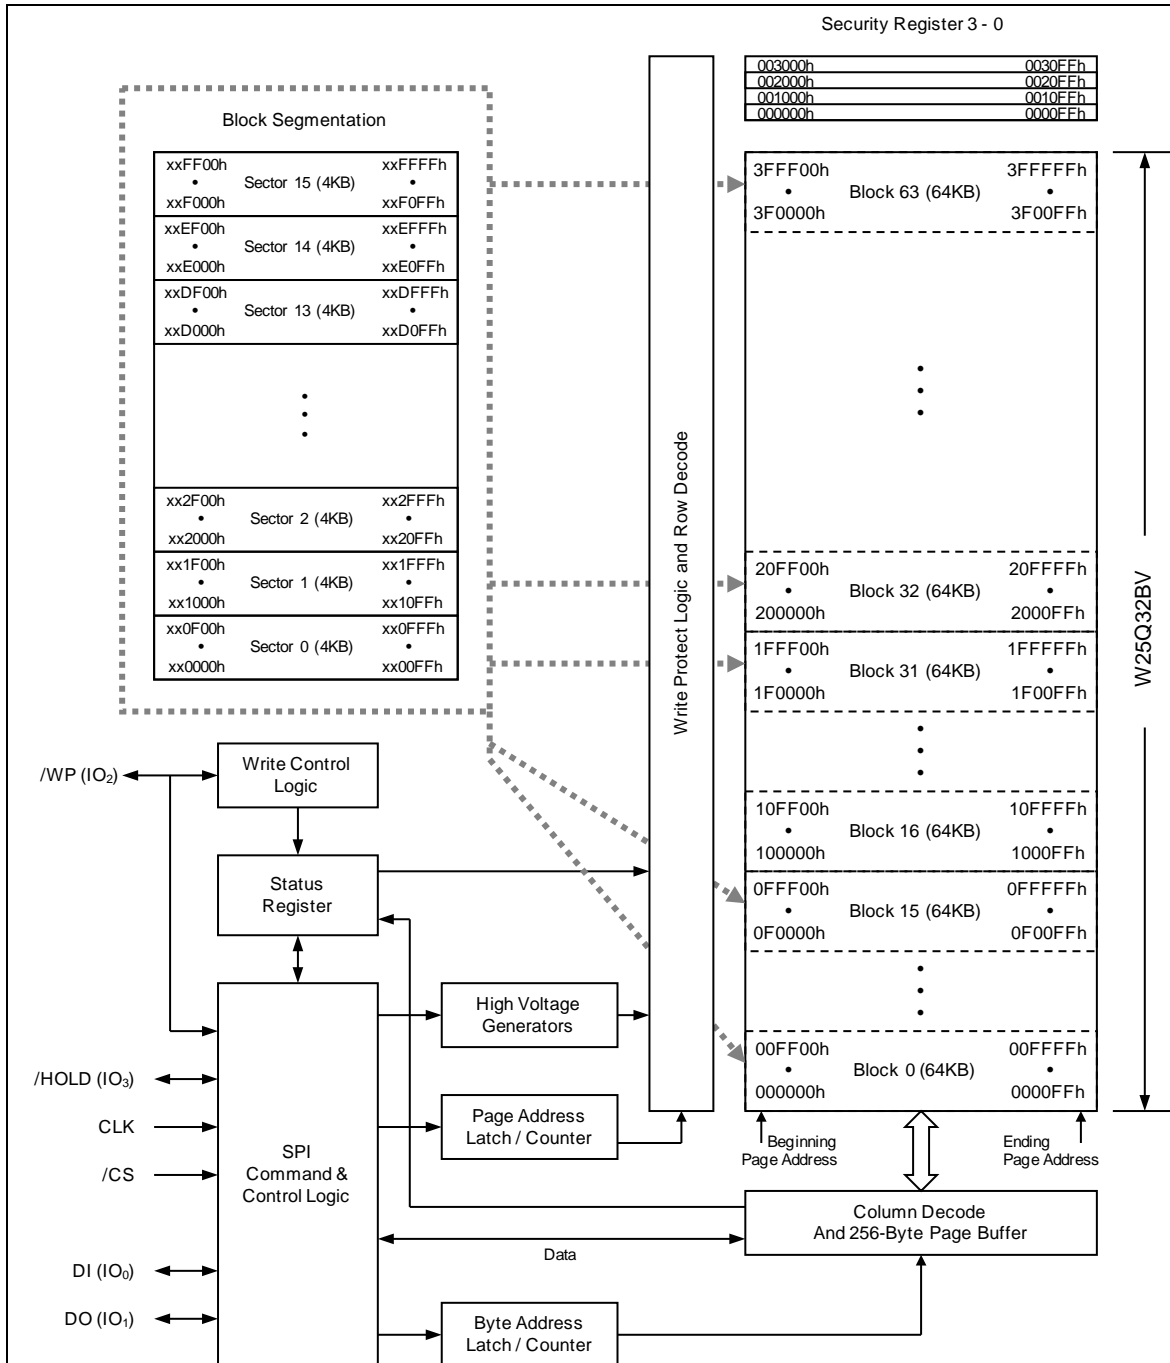 Security Register 3 - 0
003000h 0030FFh
002000h 0020FFh
001000h 0010FFh
000000h 0000FFh
Block Segmentation
xxFF00h xxFFFFh
Sector 15 (4KB)
xxF000h xxF0FFh
xxEF00h xxEFFFh
Sector 14 (4KB)
xxE000h xxE0FFh
xxDF00h xxDFFFh
Sector 13 (4KB)
xxD000h xxD0FFh
xx2F00h xx2FFFh
Sector 2 (4KB)
xx2000h xx20FFh
xx1F00h xx1FFFh
Sector 1 (4KB)
xx1000h xx10FFh
xx0F00h xx0FFFh
Sector 0 (4KB)
xx0000h xx00FFh
Write Protect Logic and Row Decode
3FFF00h 3FFFFFh
Block 63 (64KB)
3F0000h 3F00FFh
20FF00h 20FFFFh
Block 32 (64KB)
200000h 2000FFh
1FFF00h 1FFFFFh
Block 31 (64KB)
1F0000h 1F00FFh
10FF00h 10FFFFh
Block 16 (64KB)
100000h 1000FFh
0FFF00h 0FFFFFh
Block 15 (64KB)
0F0000h 0F00FFh
00FF00h 00FFFFh
Block 0 (64KB)
000000h 0000FFh
W25Q32BV
Beginning
Page Address
Ending
Page Address
/WP (IO₂)
Write Control
Logic
Status
Register
High Voltage
Generators
/HOLD (IO₃)
CLK
/CS
SPI
Command &
Control Logic
Page Address
Latch / Counter
Column Decode
And 256-Byte Page Buffer
Data
DI (IO₀)
DO (IO₁)
Byte Address
Latch / Counter